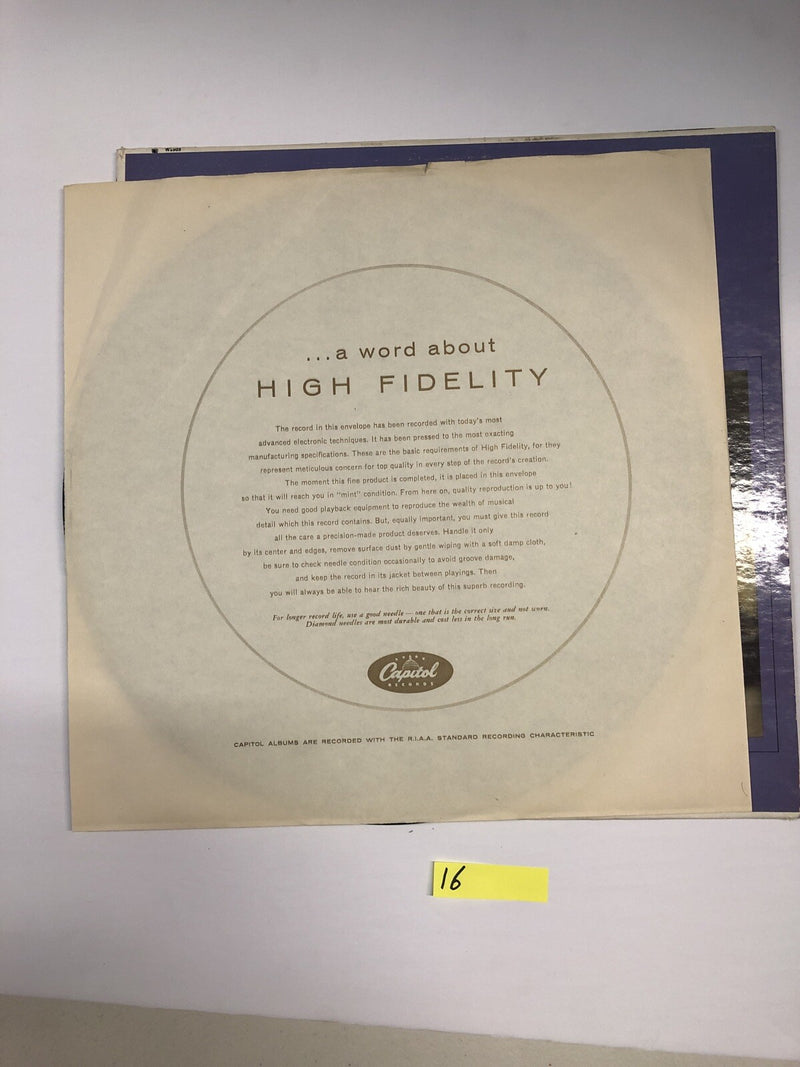 ...a word about
HIGH FIDELITY
The record in this envelope has been recorded with today's most
advanced electronic techniques. It has been pressed to the most exacting
manufacturing specifications. These are the basic requirements of High Fidelity, for they
represent meticulous concern for top quality in every step of the record's creation.
The moment this fine product is completed, it is placed in this envelope
so that it will reach you in "mint" condition. From here on, quality reproduction is up to you!
You need good playback equipment to reproduce the wealth of musical
detail which this record contains. But, equally important, you must give this record
all the care a precision-made product deserves. Handle it only
by its center and edges, remove surface dust by gentle wiping with a soft damp cloth,
be sure to check needle condition occasionally to avoid groove damage,
and keep the record in its jacket between playings. Then
you will always be able to hear the rich beauty of this superb recording.
For longer record life, use a good needle — one that is the correct size and not worn.
Diamond needles are most durable and cost less in the long run.
Capitol
RECORDS
CAPITOL ALBUMS ARE RECORDED WITH THE R.I.A.A. STANDARD RECORDING CHARACTERISTIC
16